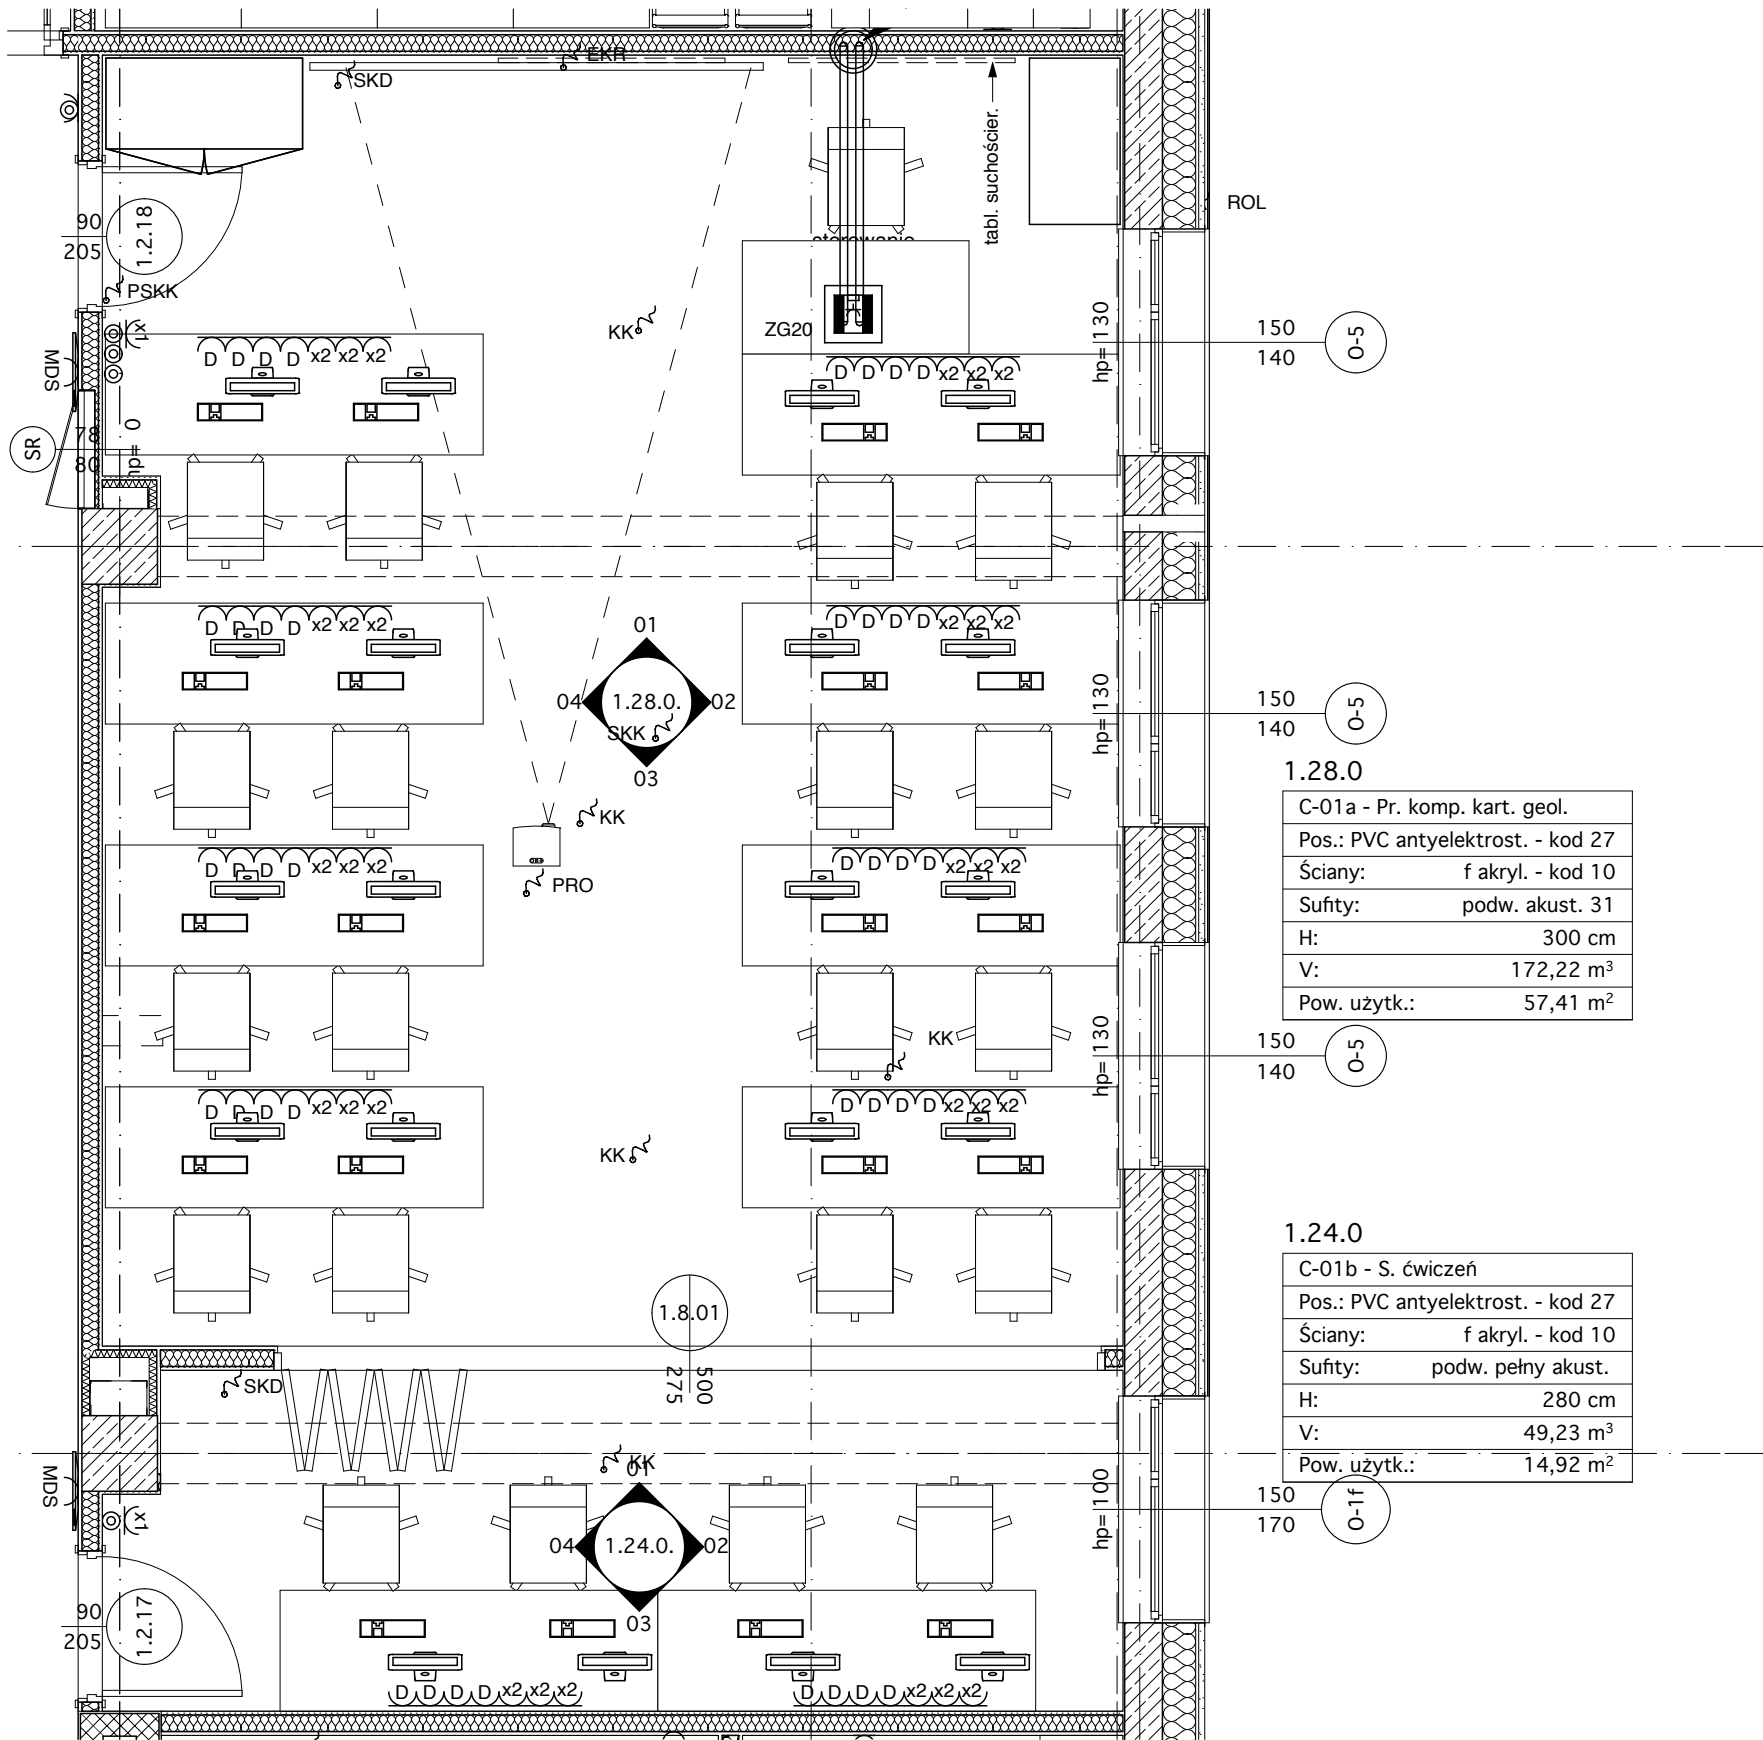 EKR
SKD
tabl. suchościer.
ROL
90
205
1.2.18
PSKK
KK
ZG20
hp= 130
150
140
O-5
x1
MDS
D D D D x2 x2 x2
D D D D x2 x2 x2
SR
78
80
hp= 0
D D D D x2 x2 x2
D D D D x2 x2 x2
01
04
1.28.0.
02
SKK
03
hp= 130
150
140
O-5
1.28.0
C-01a - Pr. komp. kart. geol.
Pos.: PVC antyelektrost. - kod 27
Ściany: f akryl. - kod 10
Sufity: podw. akust. 31
H: 300 cm
V: 172,22 m³
Pow. użytk.: 57,41 m²
KK
PRO
D D D D x2 x2 x2
D D D D x2 x2 x2
KK
hp= 130
150
140
O-5
D D D D x2 x2 x2
D D D D x2 x2 x2
KK
1.24.0
C-01b - S. ćwiczeń
Pos.: PVC antyelektrost. - kod 27
Ściany: f akryl. - kod 10
Sufity: podw. pełny akust.
H: 280 cm
V: 49,23 m³
Pow. użytk.: 14,92 m²
1.8.01
500
275
SKD
KK
01
04
1.24.0.
02
03
MDS
x1
hp= 100
150
170
O-1f
90
205
1.2.17
D D D D x2 x2 x2
D D D D x2 x2 x2